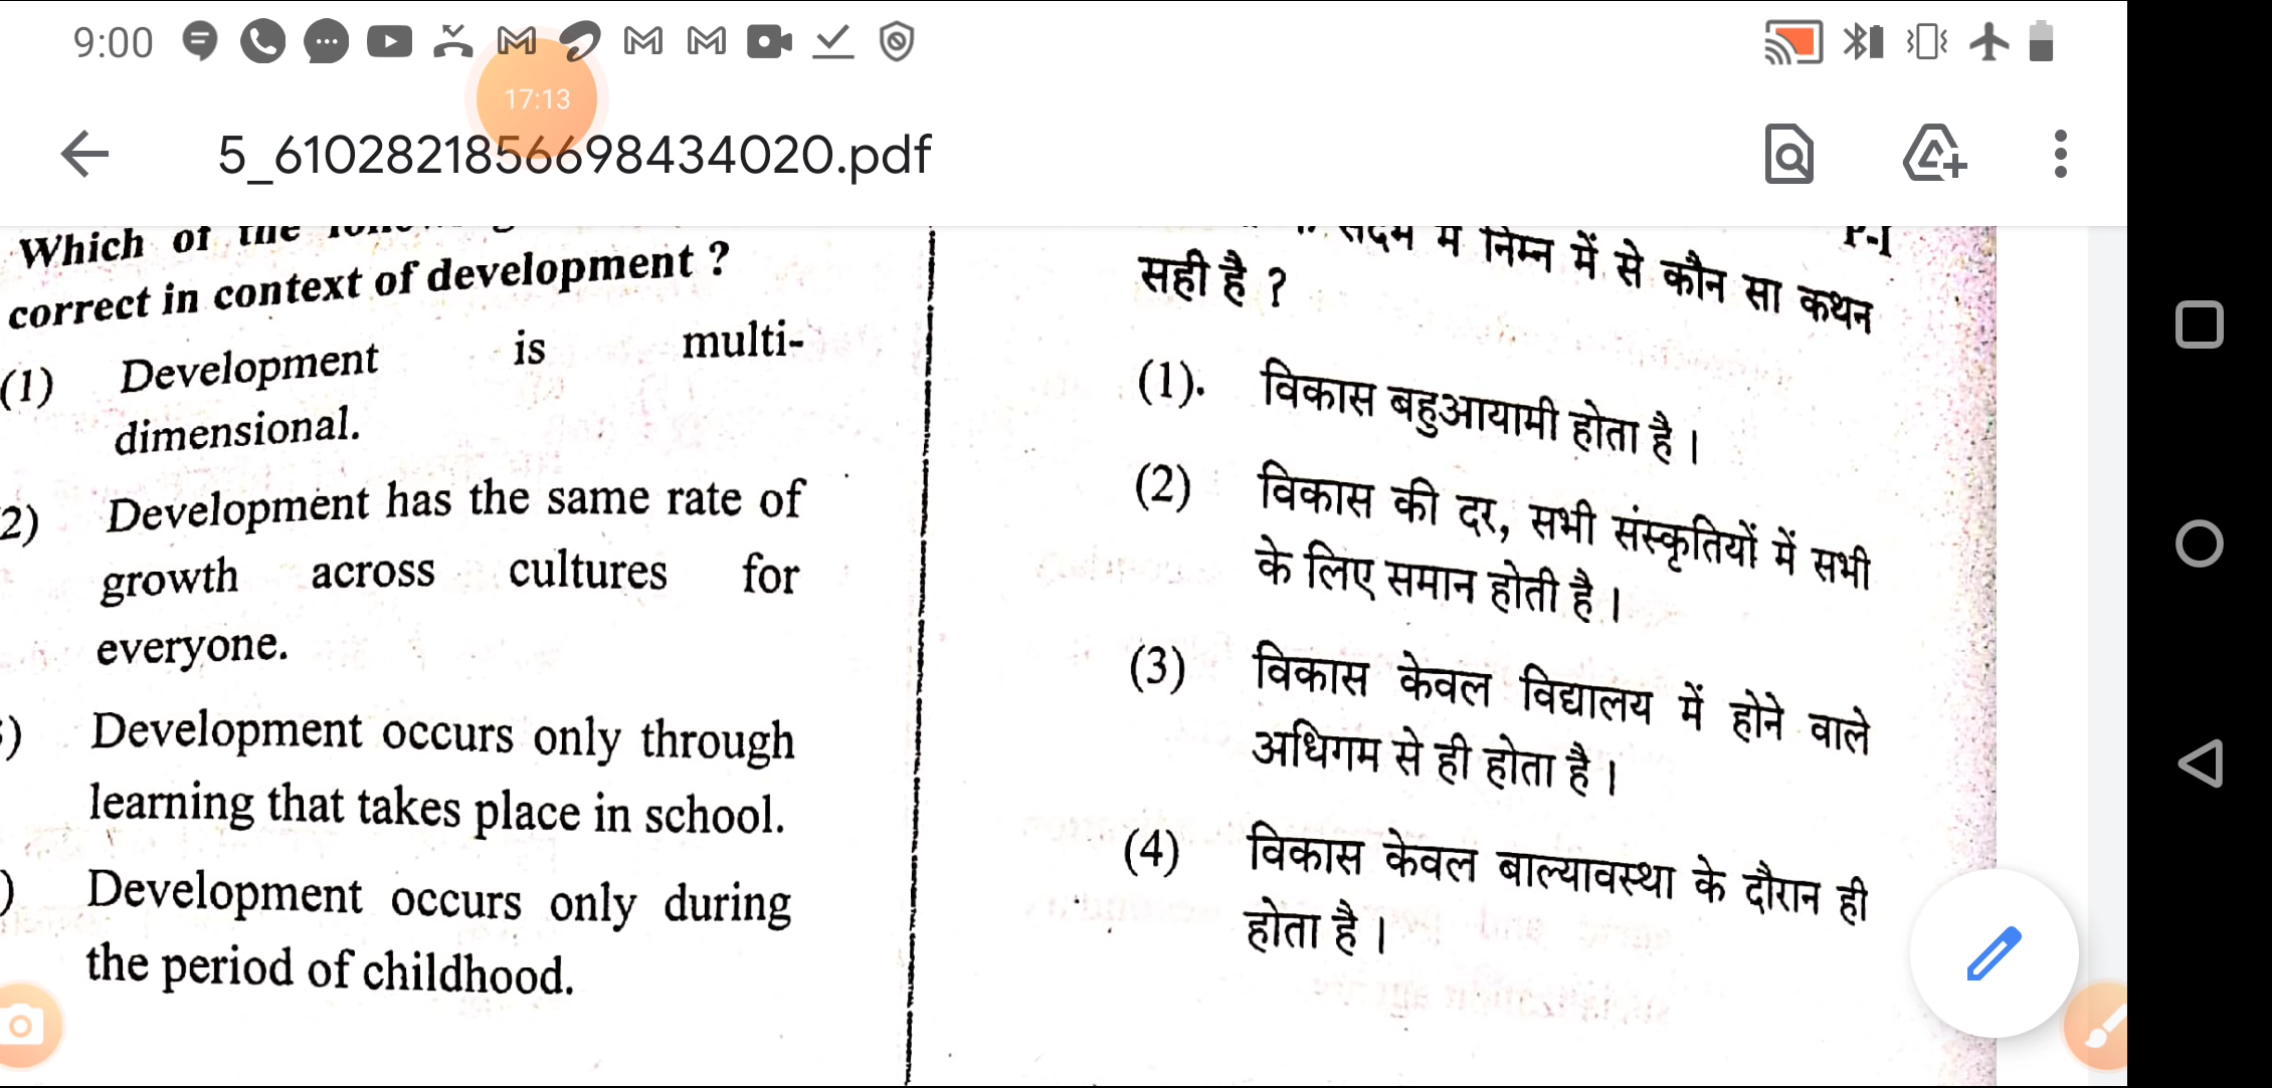 9:00
17:13
5_6102821856698434020.pdf
Which of the
correct in context of development ?
(1) Development is multi-
dimensional.
2) Development has the same rate of
growth across cultures for
everyone.
) Development occurs only through
learning that takes place in school.
) Development occurs only during
the period of childhood.
P-I
में निम्न में से कौन सा कथन
सही है ?
(1). विकास बहुआयामी होता है ।
(2) विकास की दर, सभी संस्कृतियों में सभी
के लिए समान होती है ।
(3) विकास केवल विद्यालय में होने वाले
अधिगम से ही होता है ।
(4) विकास केवल बाल्यावस्था के दौरान ही
होता है ।